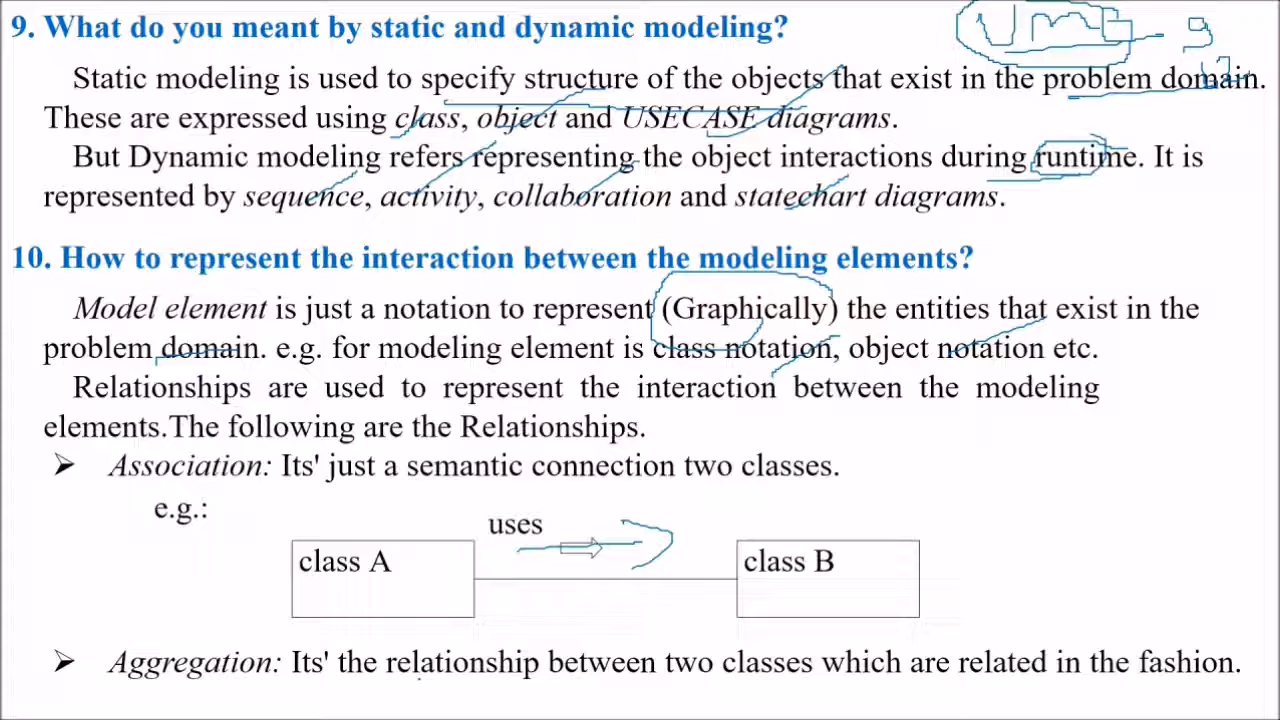 9. What do you meant by static and dynamic modeling?
Static modeling is used to specify structure of the objects that exist in the problem domain.
These are expressed using class, object and USECASE diagrams.
But Dynamic modeling refers representing the object interactions during runtime. It is
represented by sequence, activity, collaboration and statechart diagrams.
10. How to represent the interaction between the modeling elements?
Model element is just a notation to represent (Graphically) the entities that exist in the
problem domain. e.g. for modeling element is class notation, object notation etc.
Relationships are used to represent the interaction between the modeling
elements.The following are the Relationships.
➢ Association: Its' just a semantic connection two classes.
e.g.:
uses
class A
class B
➢ Aggregation: Its' the relationship between two classes which are related in the fashion.